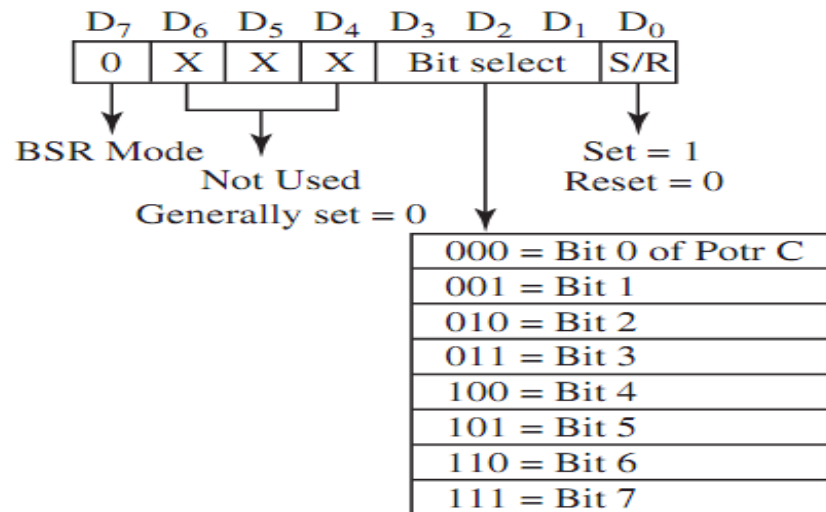 D7 D6 D5 D4 D3 D2 D1 D0
0 X X X Bit select S/R
BSR Mode
Not Used
Generally set = 0
Set = 1
Reset = 0
000 = Bit 0 of Potr C
001 = Bit 1
010 = Bit 2
011 = Bit 3
100 = Bit 4
101 = Bit 5
110 = Bit 6
111 = Bit 7